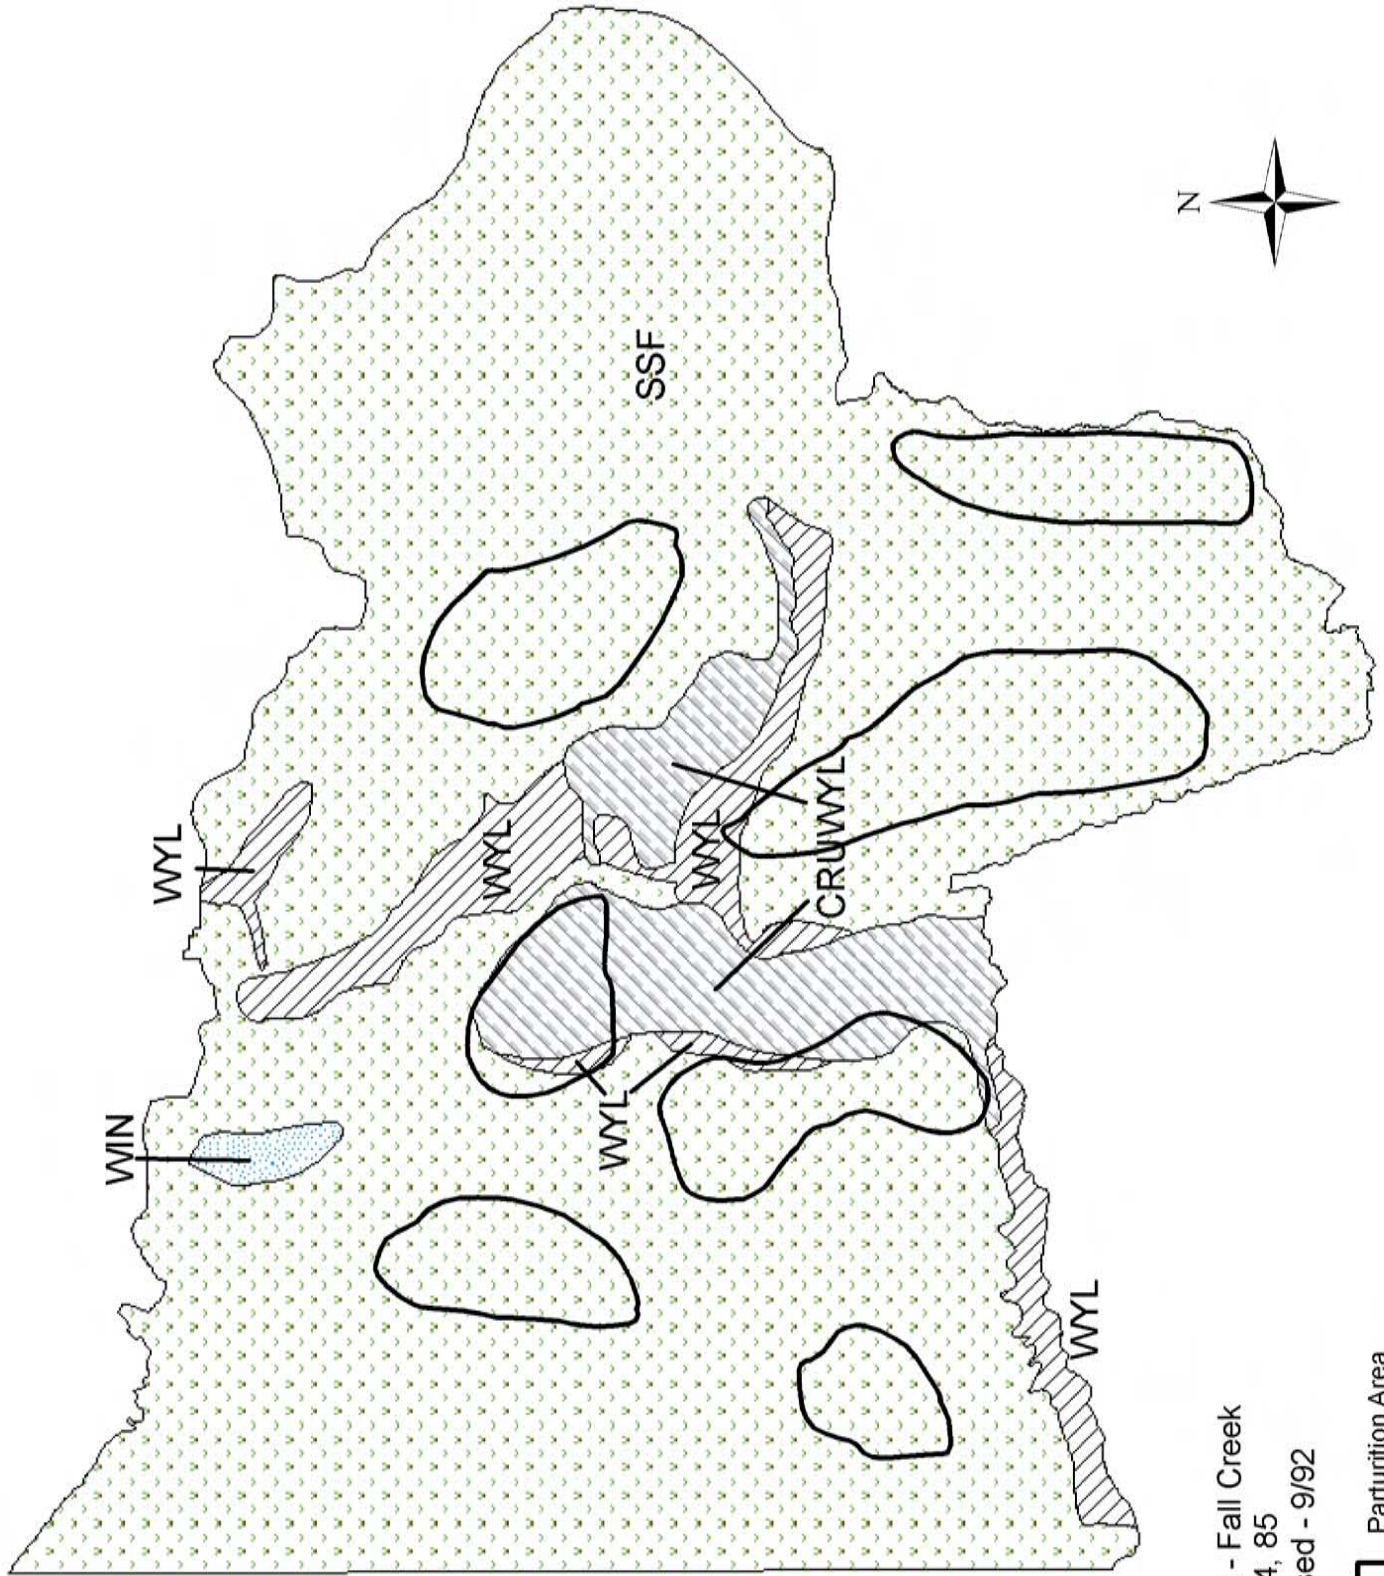 N
SSF
WYL
WYL
WYL
CRUWYL
WIN
WYL
WYL
- Fall Creek
4, 85
sed - 9/92
Parturition Area